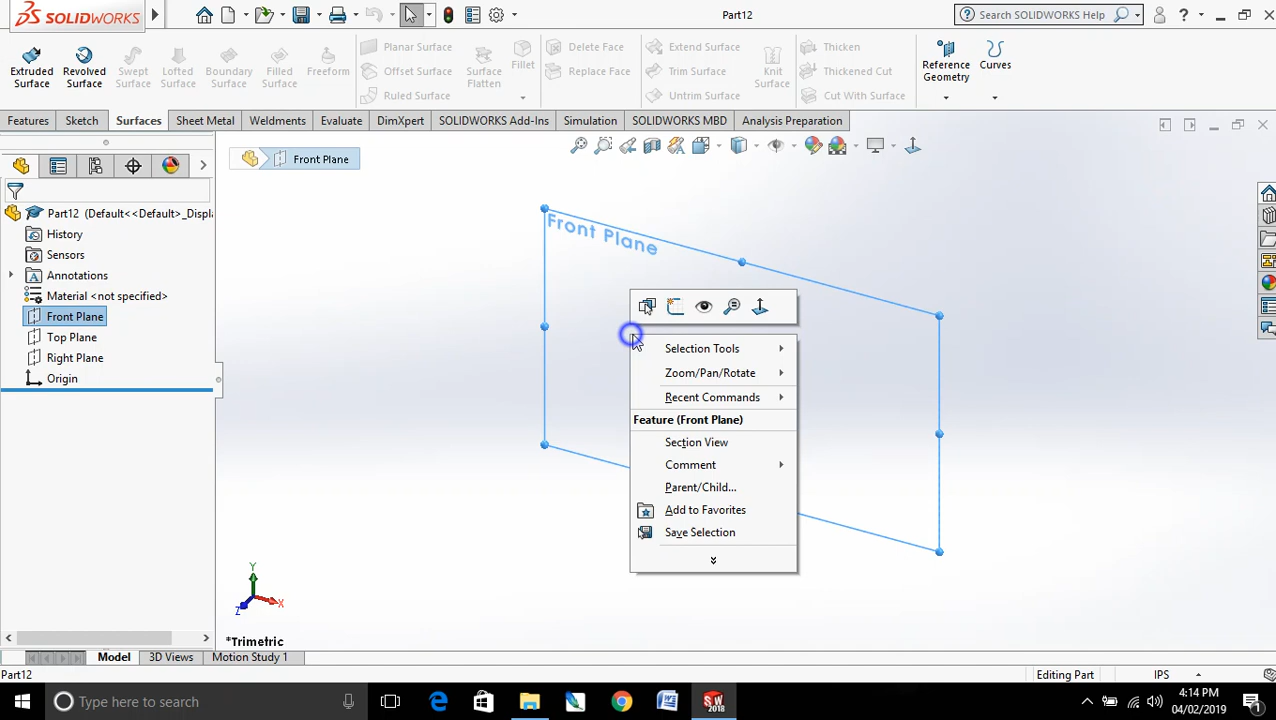 SOLIDWORKS
Part12
Search SOLIDWORKS Help
?
Extruded Surface
Revolved Surface
Swept Surface
Lofted Surface
Boundary Surface
Filled Surface
Freeform
Planar Surface
Offset Surface
Ruled Surface
Surface Flatten
Fillet
Delete Face
Replace Face
Extend Surface
Trim Surface
Untrim Surface
Knit Surface
Thicken
Thickened Cut
Cut With Surface
Reference Geometry
Curves
Features
Sketch
Surfaces
Sheet Metal
Weldments
Evaluate
DimXpert
SOLIDWORKS Add-Ins
Simulation
SOLIDWORKS MBD
Analysis Preparation
Front Plane
Part12 (Default<<Default>_Displ
History
Sensors
Annotations
Material <not specified>
Front Plane
Top Plane
Right Plane
Origin
Front Plane
Selection Tools
Zoom/Pan/Rotate
Recent Commands
Feature (Front Plane)
Section View
Comment
Parent/Child...
Add to Favorites
Save Selection
Y
Z
X
*Trimetric
Model
3D Views
Motion Study 1
Part12
Editing Part
IPS
Type here to search
SW
2018
4:14 PM
04/02/2019
1